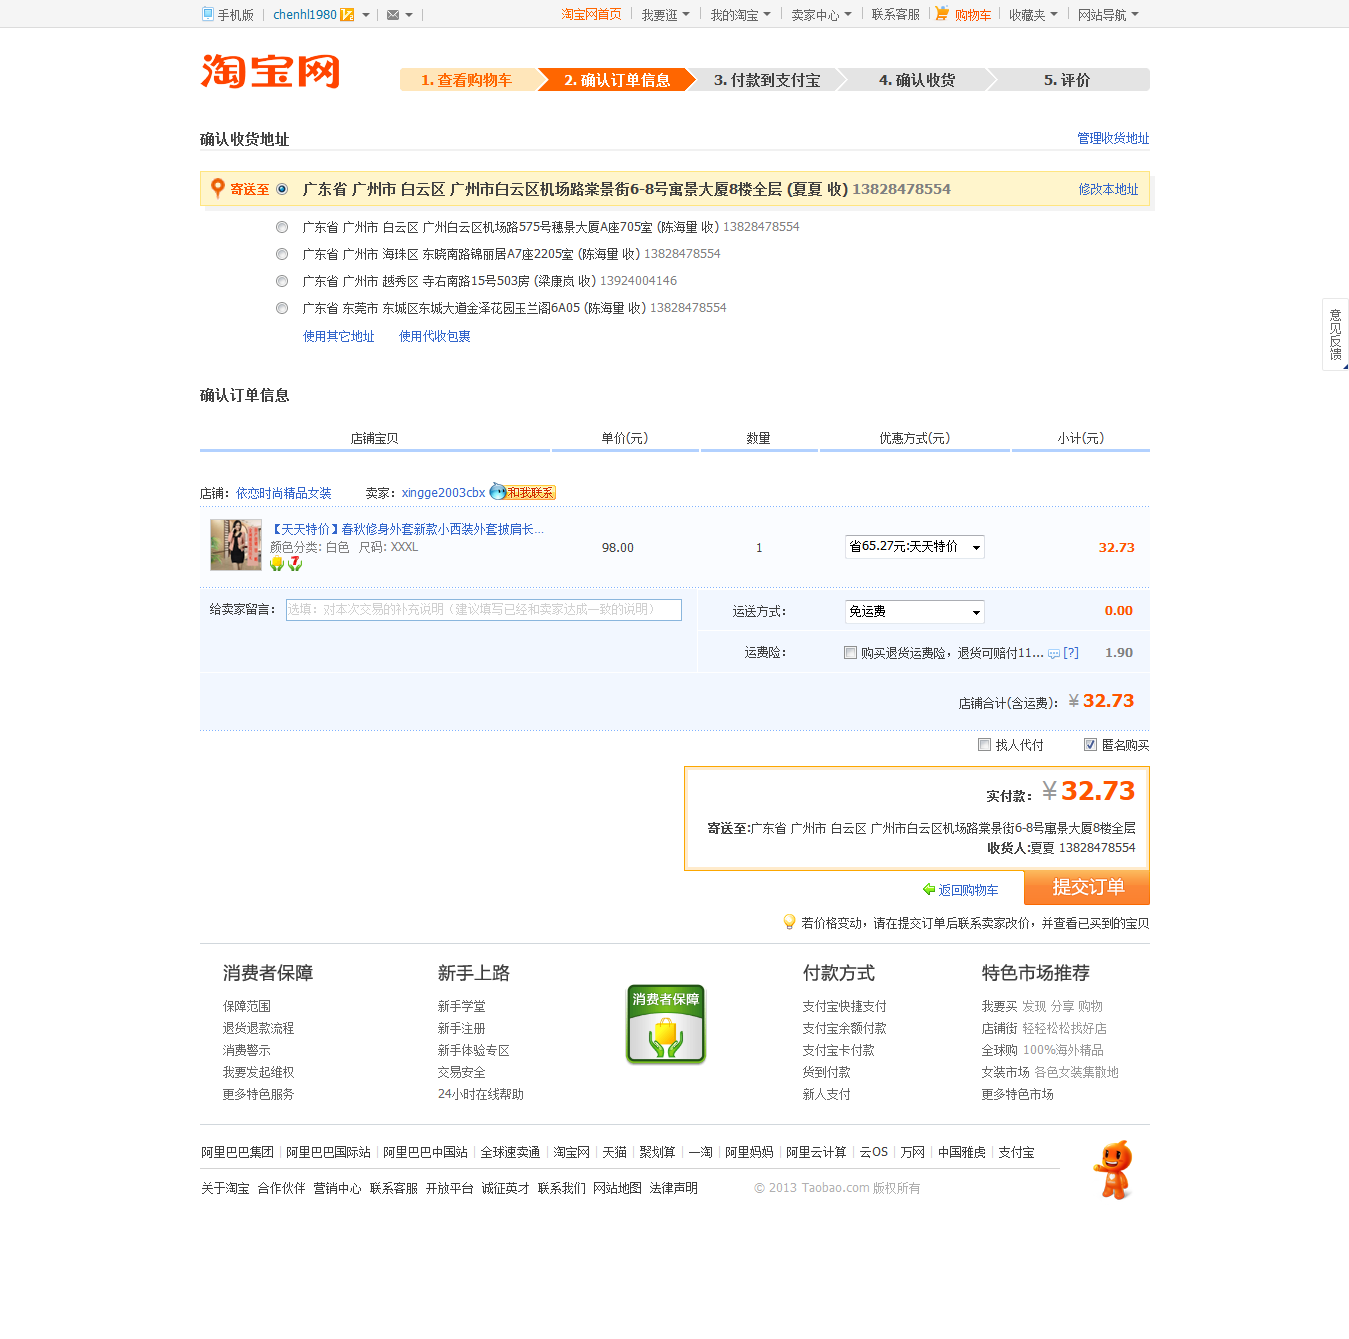 手机版 chenhl1980 淘宝网首页 我要逛 我的淘宝 卖家中心 联系客服 购物车 收藏夹 网站导航
淘宝网
1. 查看购物车 2. 确认订单信息 3. 付款到支付宝 4. 确认收货 5. 评价
确认收货地址 管理收货地址
寄送至 广东省 广州市 白云区 广州市白云区机场路棠景街6-8号寓景大厦8楼全层 (夏夏 收) 13828478554 修改本地址
广东省 广州市 白云区 广州白云区机场路575号穗景大厦A座705室 (陈海里 收) 13828478554
广东省 广州市 海珠区 东晓南路锦丽居A7座2205室 (陈海里 收) 13828478554
广东省 广州市 越秀区 寺右南路15号503房 (梁康岚 收) 13924004146
广东省 东莞市 东城区东城大道金泽花园玉兰阁6A05 (陈海里 收) 13828478554
使用其它地址 使用代收包裹
意见反馈
确认订单信息
店铺宝贝 单价(元) 数量 优惠方式(元) 小计(元)
店铺：依恋时尚精品女装 卖家：xingge2003cbx 和我联系
【天天特价】春秋修身外套新款小西装外套披肩长...
颜色分类: 白色 尺码: XXXL
98.00 1 省65.27元:天天特价 32.73
给卖家留言： 选填：对本次交易的补充说明（建议填写已经和卖家达成一致的说明） 运送方式： 免运费 0.00
运费险： 购买退货运费险，退货可赔付11... [?] 1.90
店铺合计(含运费)： ¥32.73
找人代付 匿名购买
实付款： ¥32.73
寄送至:广东省 广州市 白云区 广州市白云区机场路棠景街6-8号寓景大厦8楼全层
收货人:夏夏 13828478554
返回购物车 提交订单
若价格变动，请在提交订单后联系卖家改价，并查看已买到的宝贝
消费者保障 新手上路 付款方式 特色市场推荐
消费者保障
保障范围 新手学堂 支付宝快捷支付 我要买 发现 分享 购物
退货退款流程 新手注册 支付宝余额付款 店铺街 轻轻松松找好店
消费警示 新手体验专区 支付宝卡付款 全球购 100%海外精品
我要发起维权 交易安全 货到付款 女装市场 各色女装集散地
更多特色服务 24小时在线帮助 新人支付 更多特色市场
阿里巴巴集团 阿里巴巴国际站 阿里巴巴中国站 全球速卖通 淘宝网 天猫 聚划算 一淘 阿里妈妈 阿里云计算 云OS 万网 中国雅虎 支付宝
关于淘宝 合作伙伴 营销中心 联系客服 开放平台 诚征英才 联系我们 网站地图 法律声明 © 2013 Taobao.com 版权所有